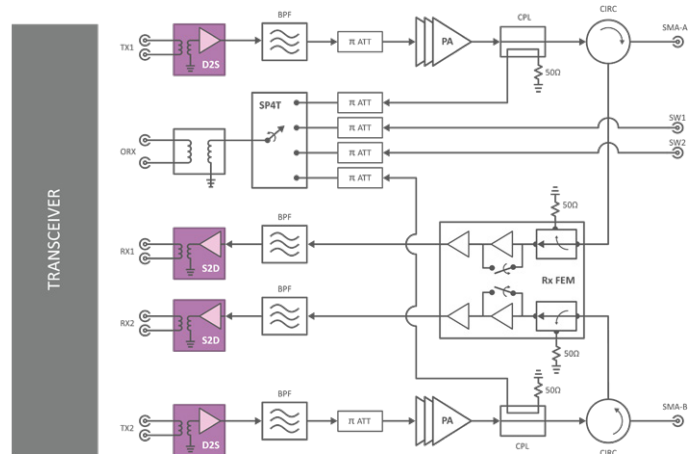 CPL
CIRC
BPF
SMA-A
TX1
π ATT
PA
50Ω
D2S
SP4T
π ATT
π ATT
SW1
ORX
π ATT
SW2
π ATT
TRANSCEIVER
BPF
50Ω
RX1
S2D
Rx FEM
BPF
RX2
S2D
50Ω
BPF
50Ω
SMA-B
TX2
π ATT
PA
D2S
CPL
CIRC